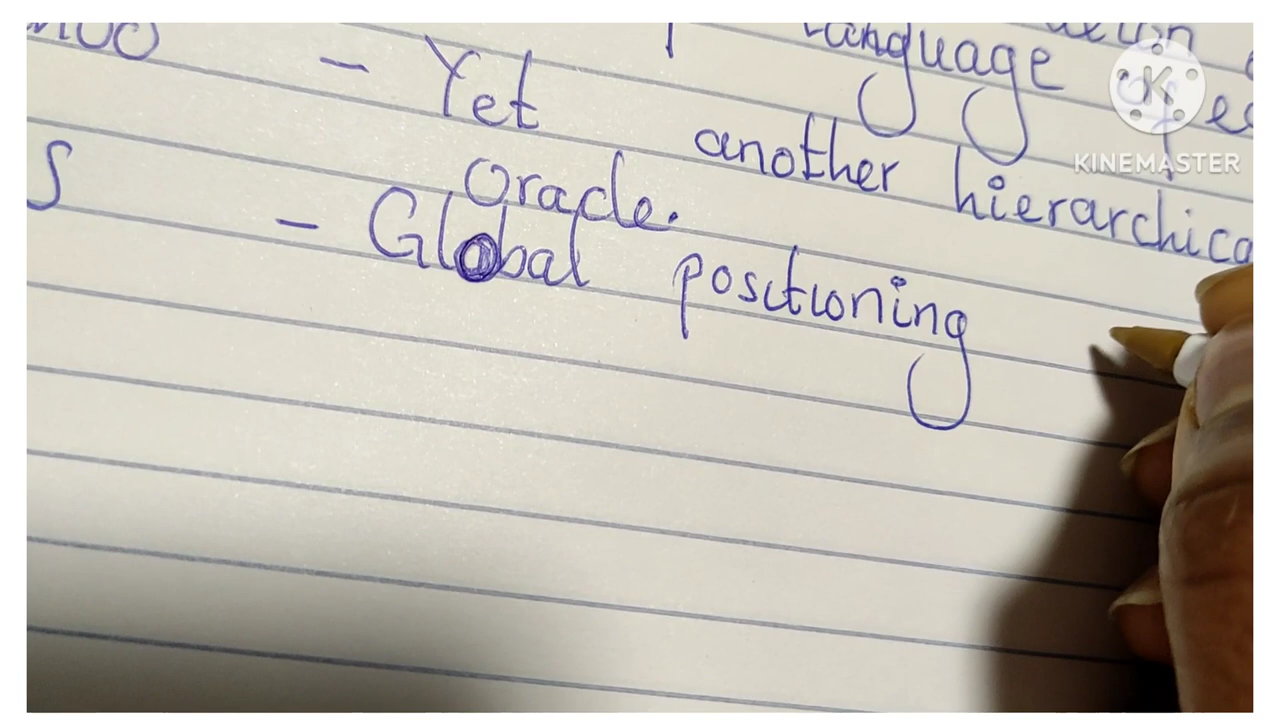 language
- Yet another hierarchica
Oracle.
S - Global positioning
KINEMASTER